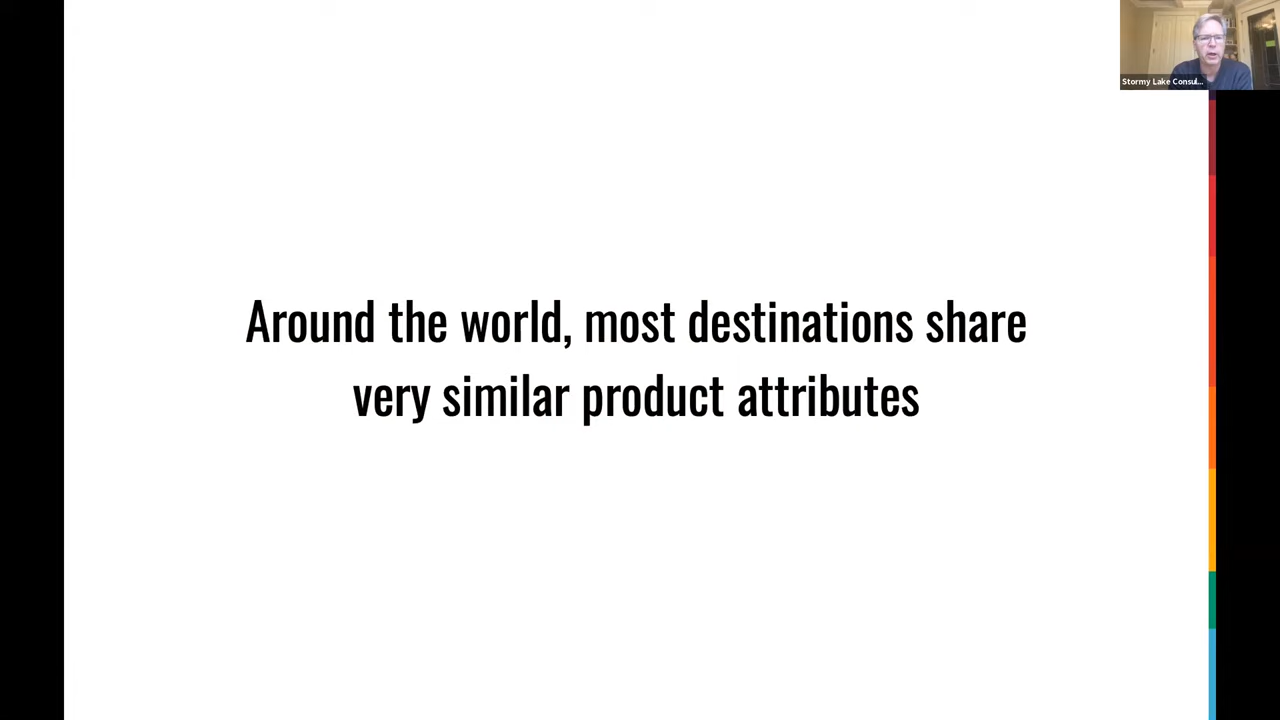 Stormy Lake Consul...
Around the world, most destinations share
very similar product attributes